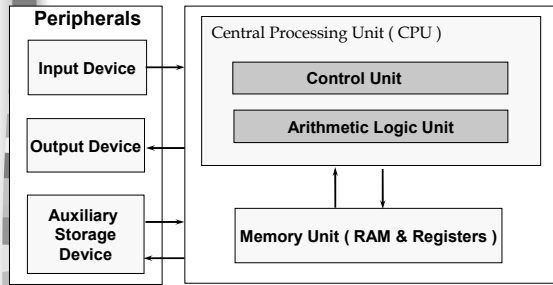 Peripherals
Input Device
Output Device
Auxiliary
Storage
Device
Central Processing Unit ( CPU )
Control Unit
Arithmetic Logic Unit
Memory Unit ( RAM & Registers )